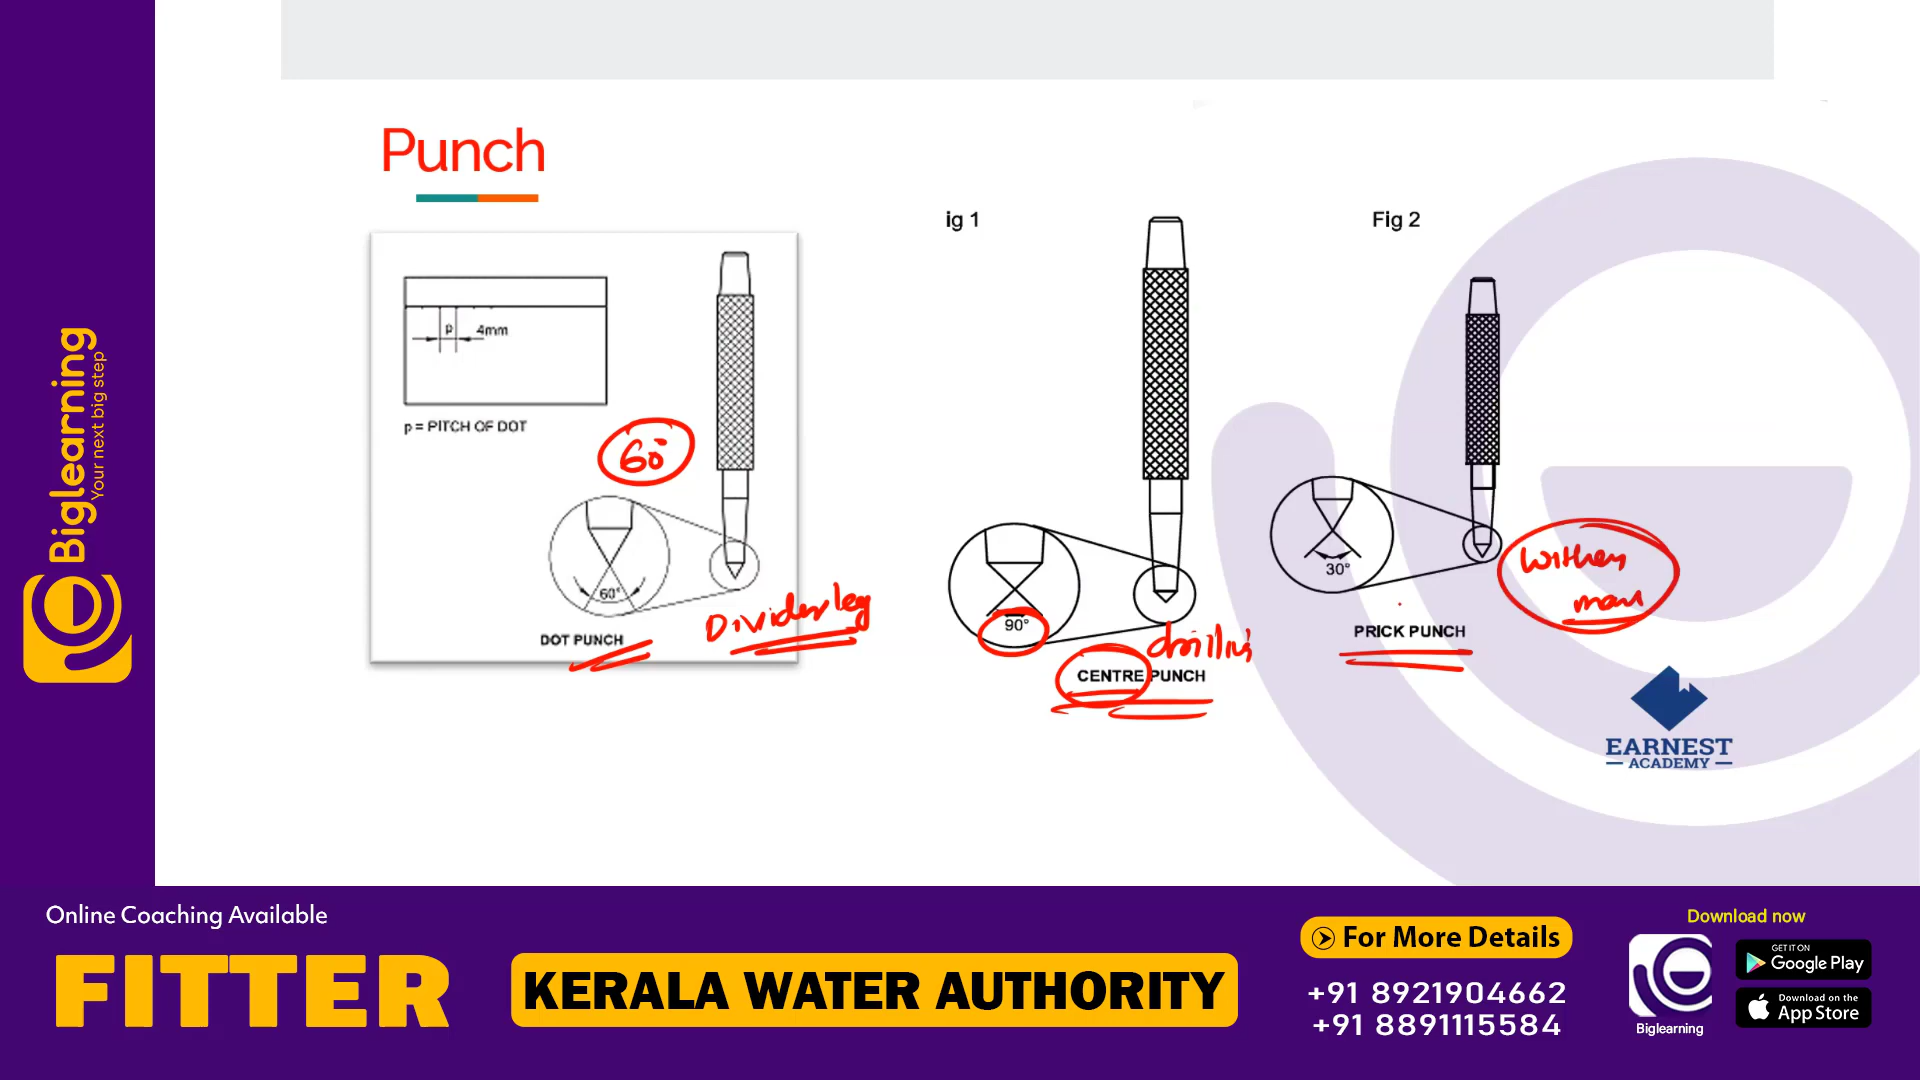 Punch
ig 1
Fig 2
p 4mm
p = PITCH OF DOT
60°
60°
DOT PUNCH
Divider leg
90°
drilling
CENTRE PUNCH
30°
PRICK PUNCH
EARNEST
ACADEMY
Biglearning
Your next big step
Online Coaching Available
FITTER
KERALA WATER AUTHORITY
For More Details
+91 8921904662
+91 8891115584
Download now
Biglearning
GET IT ON
Google Play
Download on the
App Store